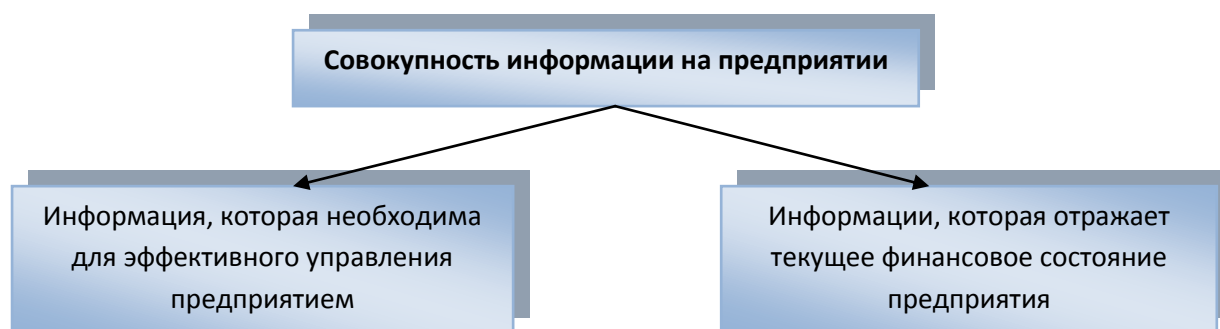 Совокупность информации на предприятии
Информация, которая необходима
для эффективного управления
предприятием
Информации, которая отражает
текущее финансовое состояние
предприятия